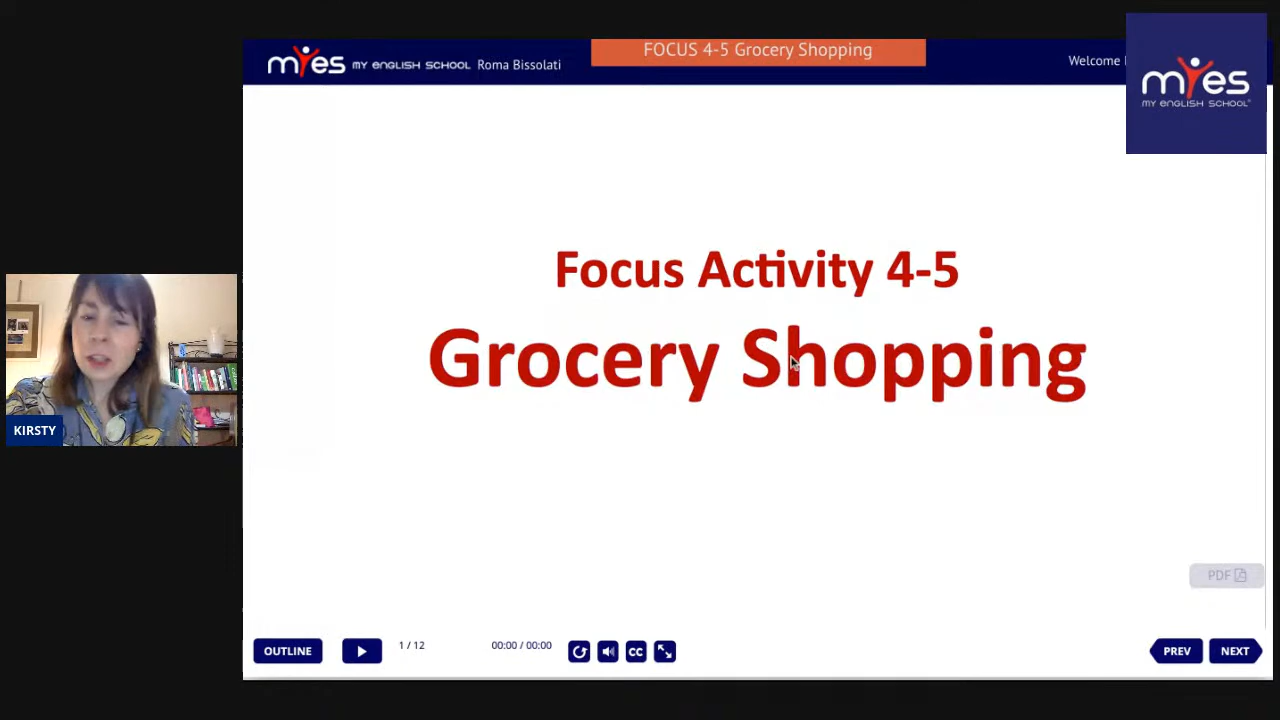 myes MY ENGLISH SCHOOL Roma Bissolati
FOCUS 4-5 Grocery Shopping
Welcome
myes
MY ENGLISH SCHOOL®
Focus Activity 4-5
Grocery Shopping
KIRSTY
PDF
OUTLINE
1 / 12
00:00 / 00:00
CC
PREV
NEXT